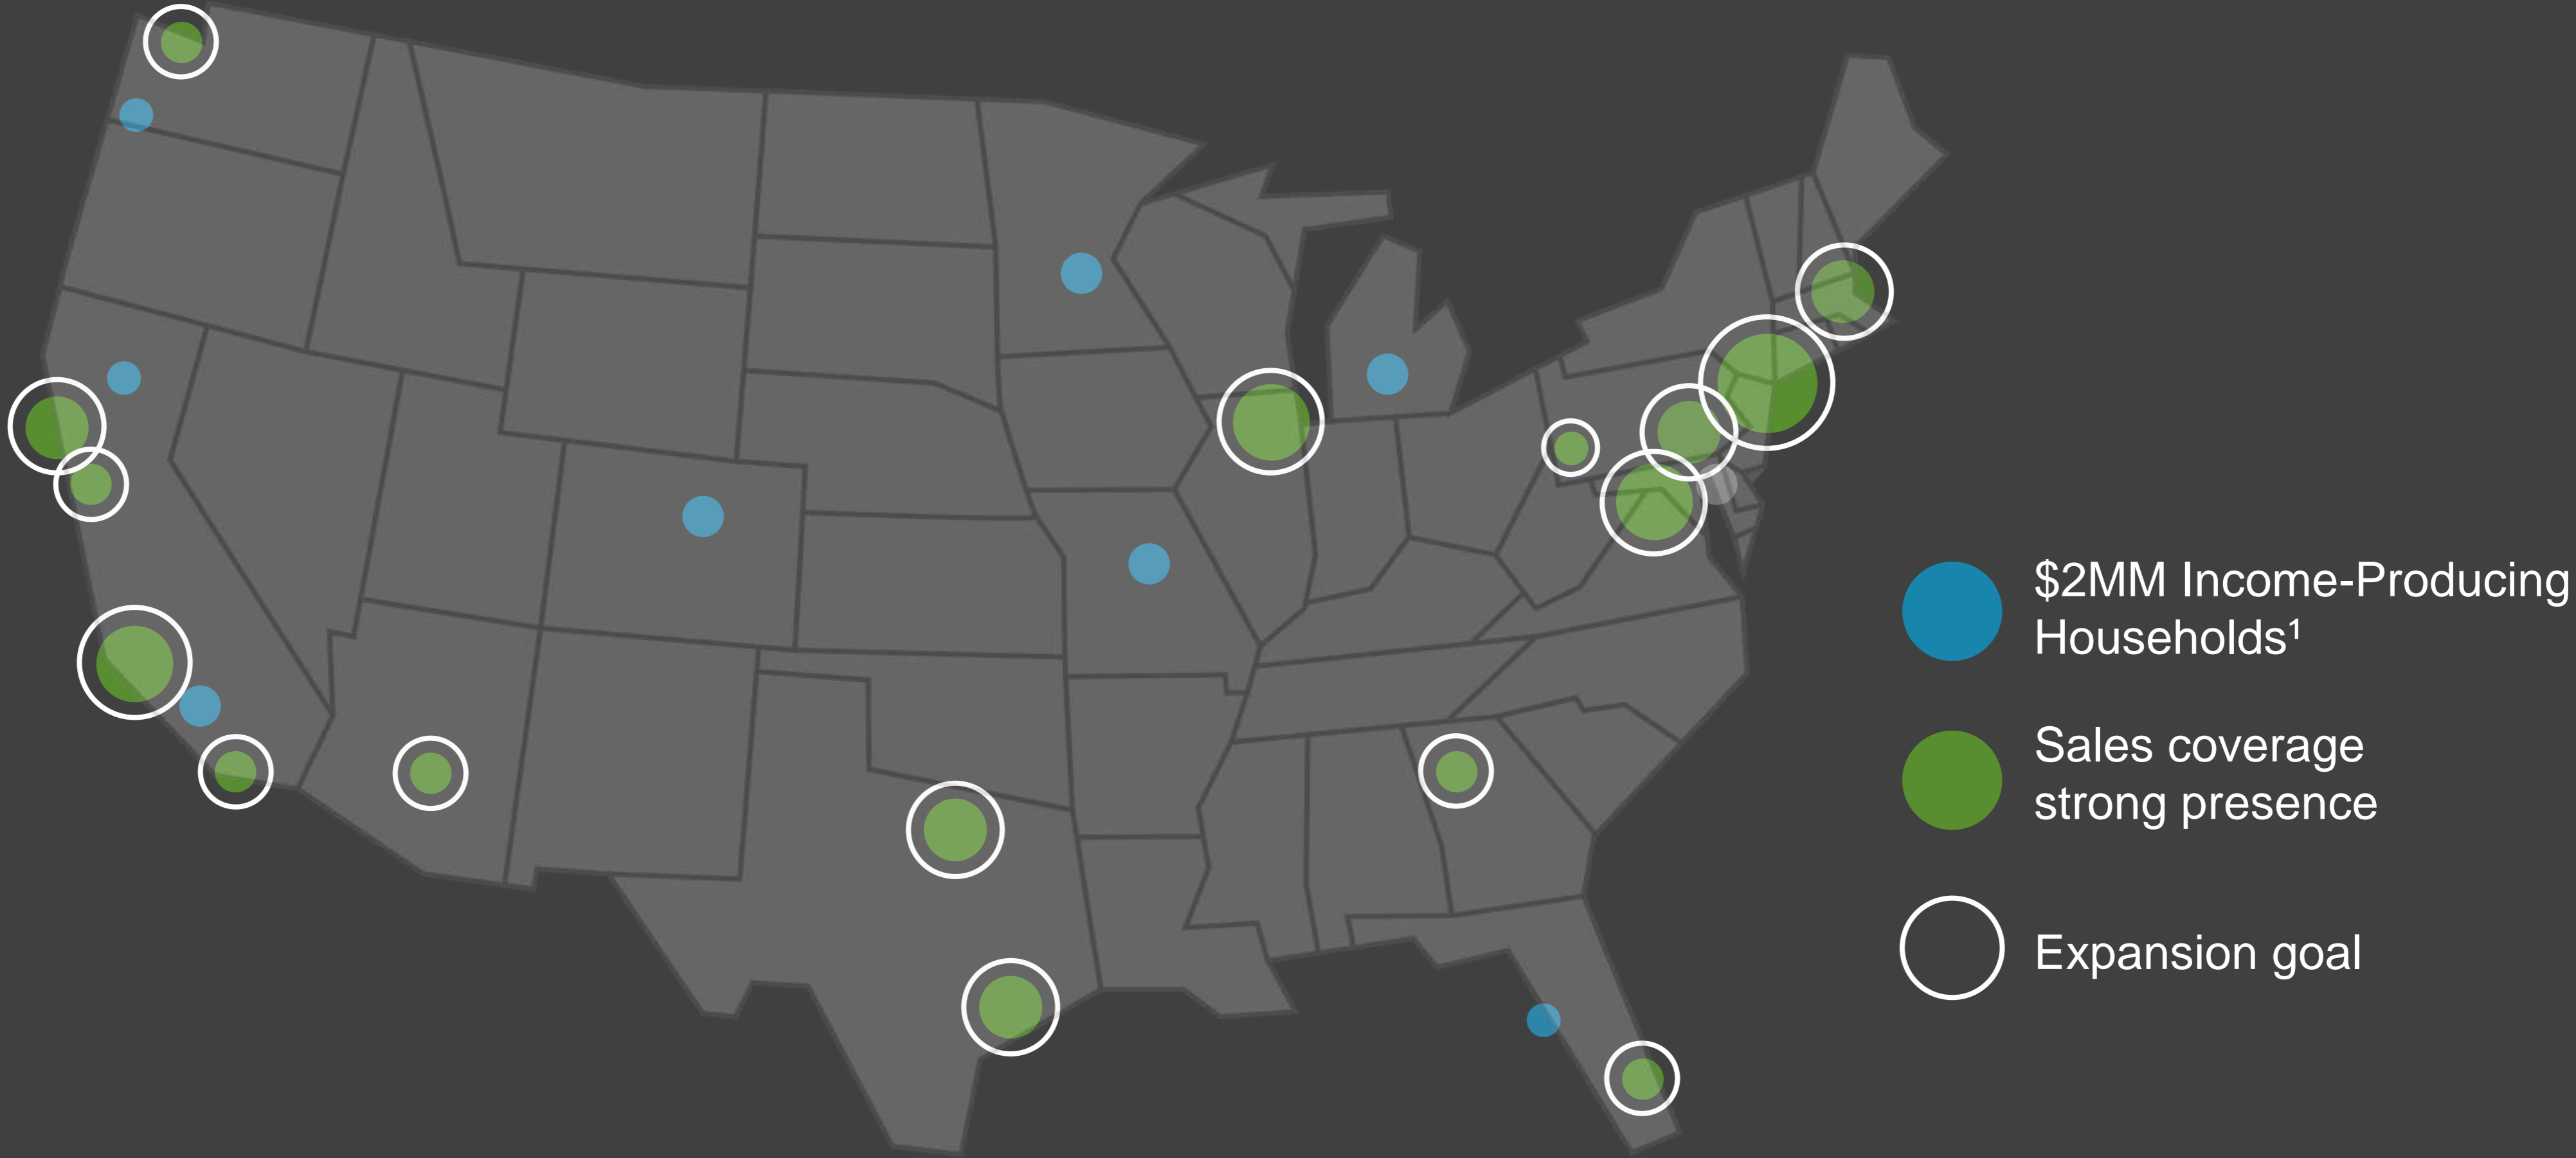 $2MM Income-Producing
Households¹
Sales coverage
strong presence
Expansion goal